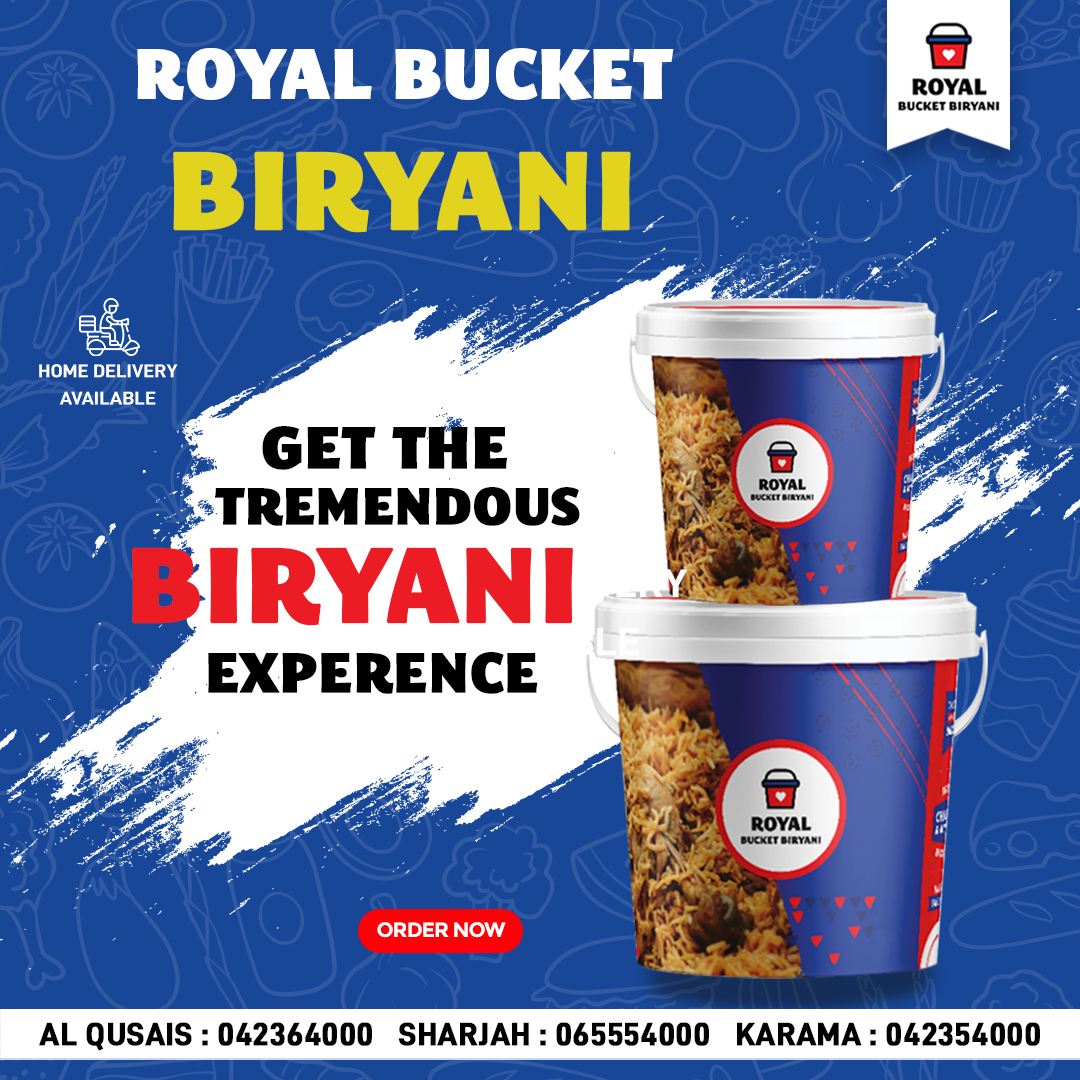 ROYAL BUCKET
BIRYANI
ROYAL
BUCKET BIRYANI
HOME DELIVERY
AVAILABLE
GET THE
TREMENDOUS
BIRYANI
EXPERENCE
ROYAL
BUCKET BIRYANI
ROYAL
BUCKET BIRYANI
ORDER NOW
AL QUSAIS : 042364000 SHARJAH : 065554000 KARAMA : 042354000